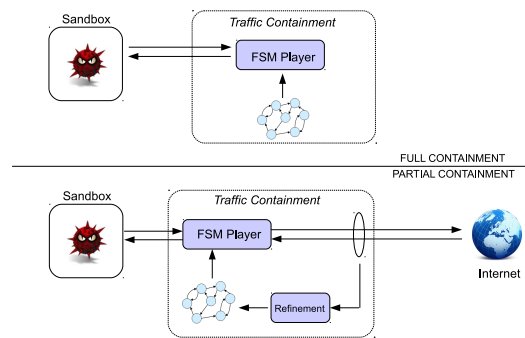 Sandbox
Traffic Containment
FSM Player
FULL CONTAINMENT
PARTIAL CONTAINMENT
Sandbox
Traffic Containment
FSM Player
Internet
Refinement